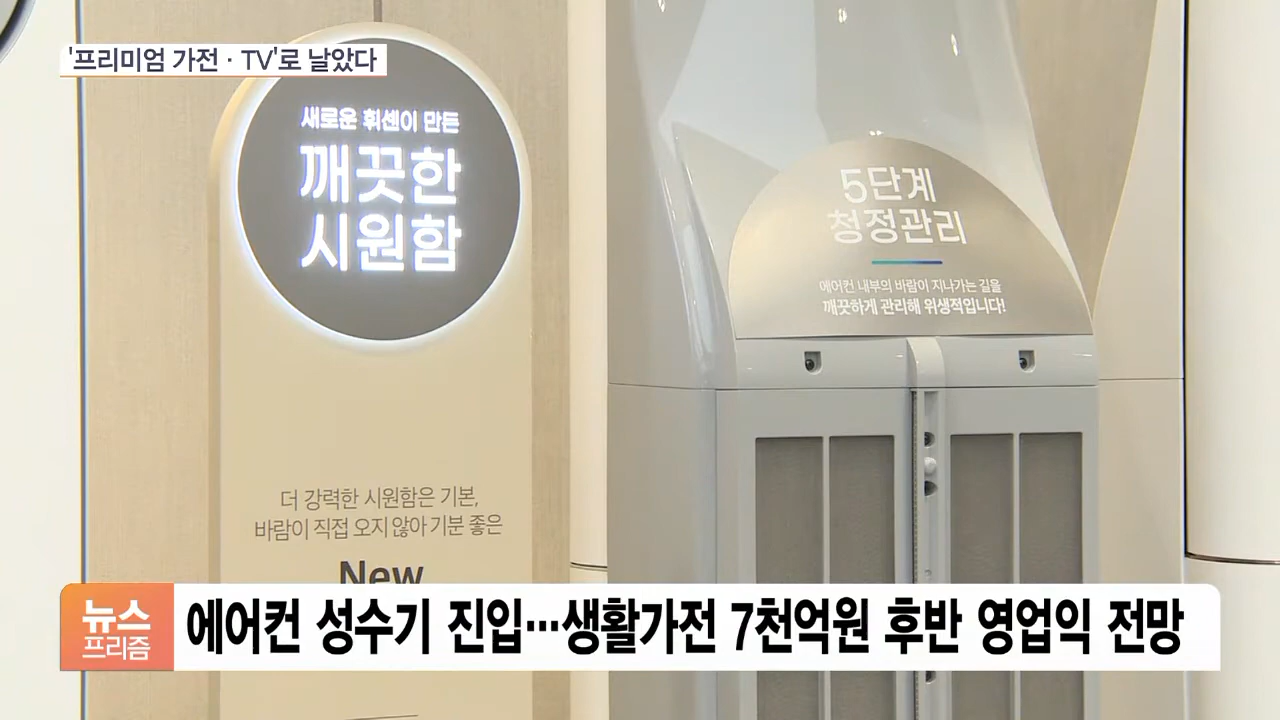 '프리미엄 가전·TV'로 날았다
새로운 휘센이 만든
깨끗한
시원함
5단계
청정관리
에어컨 내부의 바람이 지나가는 길을
깨끗하게 관리해 위생적입니다!
더 강력한 시원함은 기본,
바람이 직접 오지 않아 기분 좋은
New
뉴스
프리즘
에어컨 성수기 진입…생활가전 7천억원 후반 영업익 전망